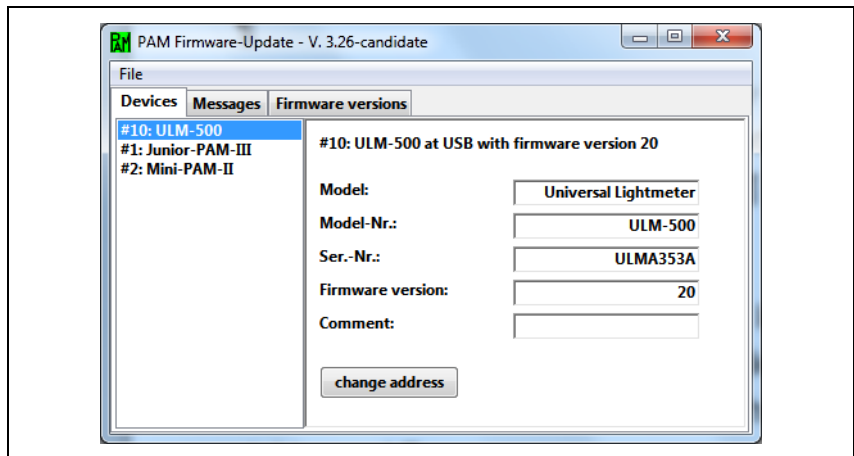 PAM
PAM Firmware-Update - V. 3.26-candidate
File
Devices Messages Firmware versions
#10: ULM-500
#1: Junior-PAM-III
#2: Mini-PAM-II
#10: ULM-500 at USB with firmware version 20
Model: Universal Lightmeter
Model-Nr.: ULM-500
Ser.-Nr.: ULMA353A
Firmware version: 20
Comment:
change address